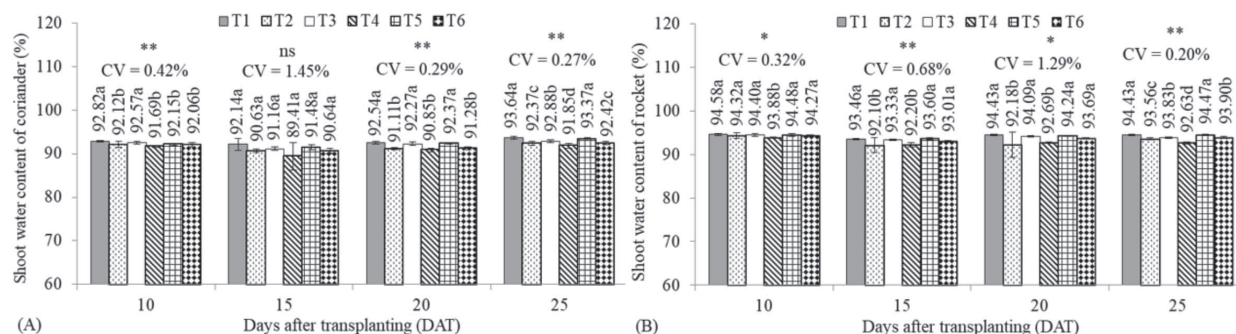 Shoot water content of coriander (%)
120
110
100
90
80
70
60
T1 T2 T3 T4 T5 T6
**
CV = 0.42%
92.82a
92.12b
92.57a
91.69b
92.15b
92.06b
ns
CV = 1.45%
92.14a
90.63a
91.16a
89.41a
91.48a
90.64a
**
CV = 0.29%
92.54a
91.11b
92.27a
90.85b
92.37a
91.28b
**
CV = 0.27%
93.64a
92.37c
92.88b
91.85d
93.37a
92.42c
10 15 20 25
(A)
Days after transplanting (DAT)
Shoot water content of rocket (%)
120
110
100
90
80
70
60
T1 T2 T3 T4 T5 T6
*
CV = 0.32%
94.58a
94.32a
94.40a
93.88b
94.48a
94.27a
**
CV = 0.68%
93.46a
92.10b
93.33a
92.20b
93.60a
93.01a
*
CV = 1.29%
94.43a
92.18b
94.09a
92.69b
94.24a
93.69a
**
CV = 0.20%
94.43a
93.56c
93.83b
92.63d
94.47a
93.90b
10 15 20 25
(B)
Days after transplanting (DAT)